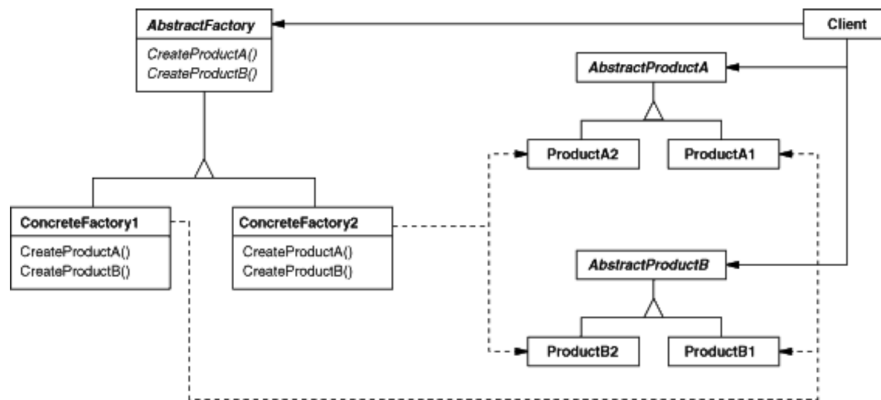 AbstractFactory
CreateProductA()
CreateProductB()
Client
AbstractProductA
ProductA2
ProductA1
ConcreteFactory1
CreateProductA()
CreateProductB()
ConcreteFactory2
CreateProductA()
CreateProductB()
AbstractProductB
ProductB2
ProductB1